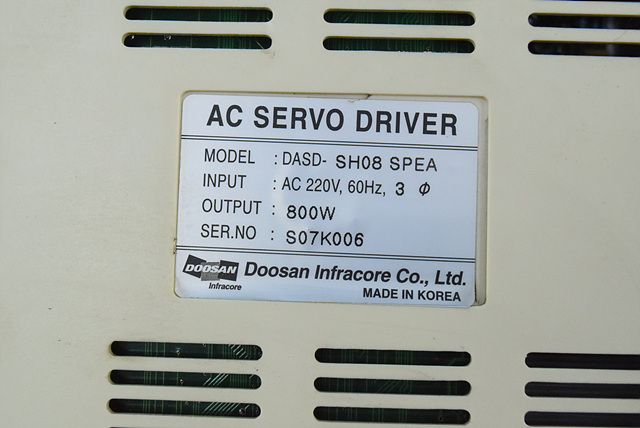 AC SERVO DRIVER
MODEL : DASD- SH08 SPEA
INPUT : AC 220V, 60Hz, 3 Φ
OUTPUT : 800W
SER.NO : S07K006
DOOSAN Infracore Doosan Infracore Co., Ltd.
MADE IN KOREA